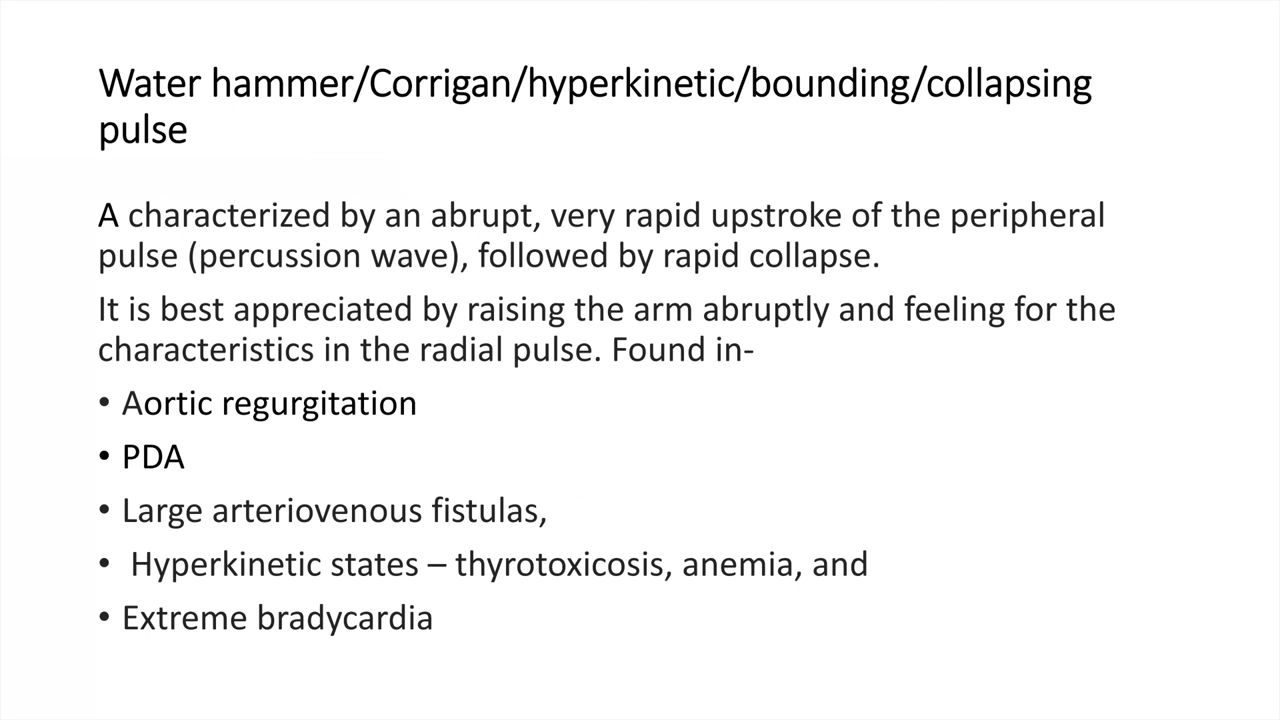 Water hammer/Corrigan/hyperkinetic/bounding/collapsing
pulse
A characterized by an abrupt, very rapid upstroke of the peripheral
pulse (percussion wave), followed by rapid collapse.
It is best appreciated by raising the arm abruptly and feeling for the
characteristics in the radial pulse. Found in-
• Aortic regurgitation
• PDA
• Large arteriovenous fistulas,
• Hyperkinetic states – thyrotoxicosis, anemia, and
• Extreme bradycardia